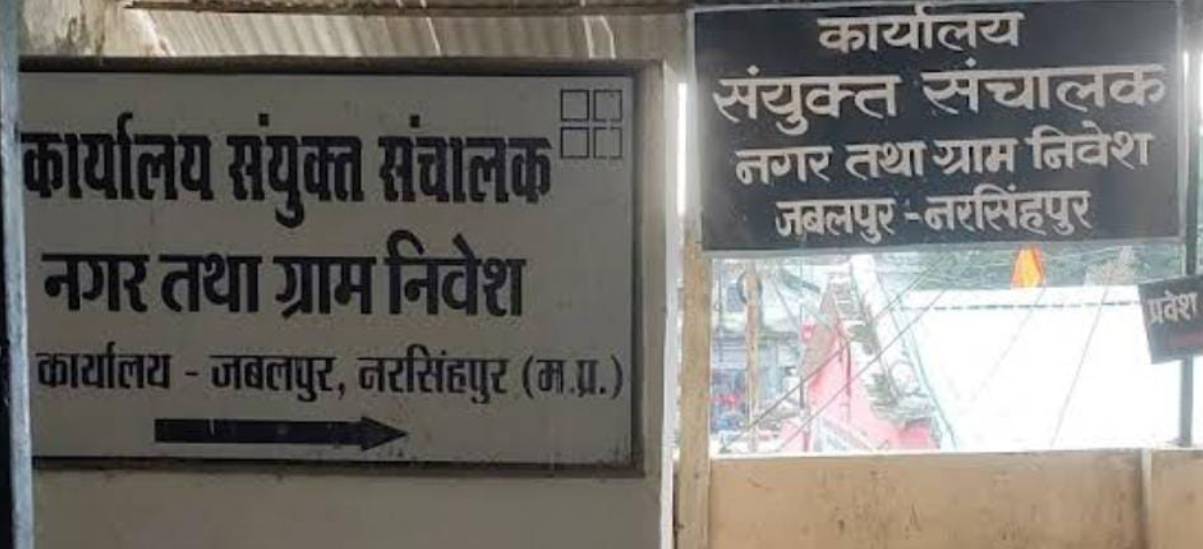 कार्यालय संयुक्त संचालक
नगर तथा ग्राम निवेश
कार्यालय - जबलपुर, नरसिंहपुर (म.प्र.)
कार्यालय
संयुक्त संचालक
नगर तथा ग्राम निवेश
जबलपुर - नरसिंहपुर
प्रवेश